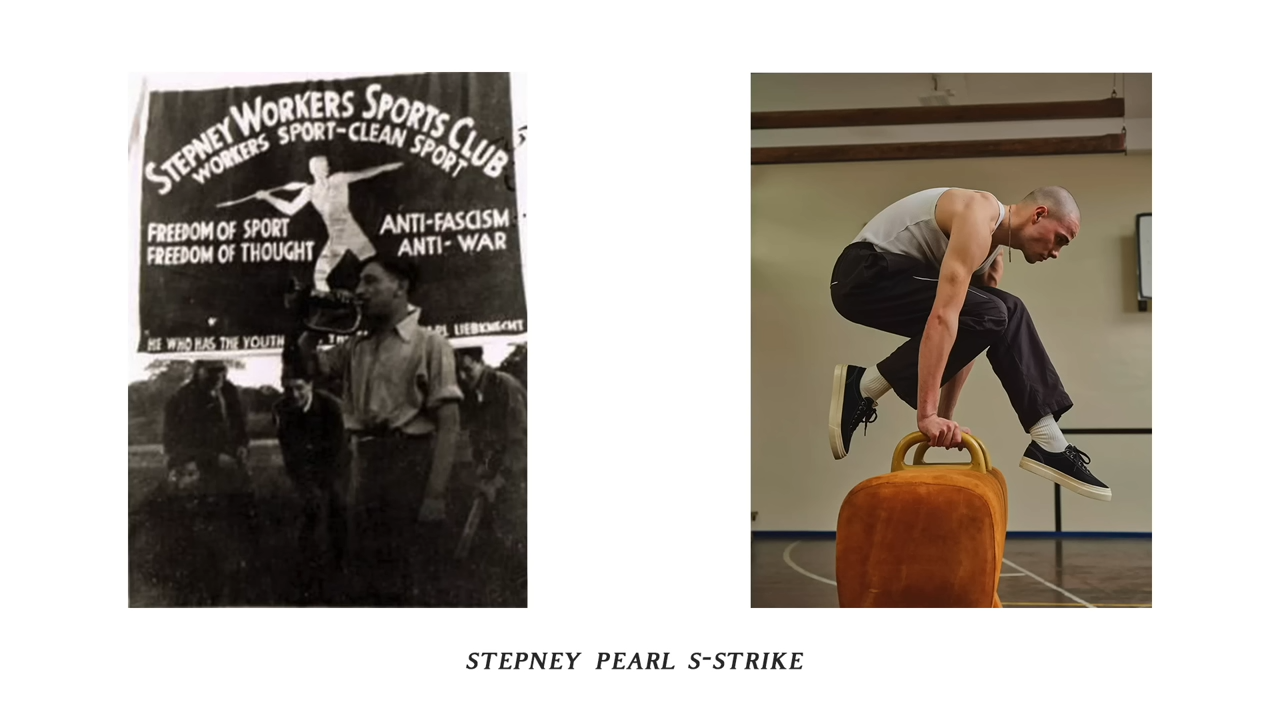 STEPNEY WORKERS SPORTS CLUB
WORKERS SPORT-CLEAN SPORT
FREEDOM OF SPORT
FREEDOM OF THOUGHT
ANTI-FASCISM
ANTI-WAR
HE WHO HAS THE YOUTH
LIEBKNECHT
STEPNEY PEARL S-STRIKE